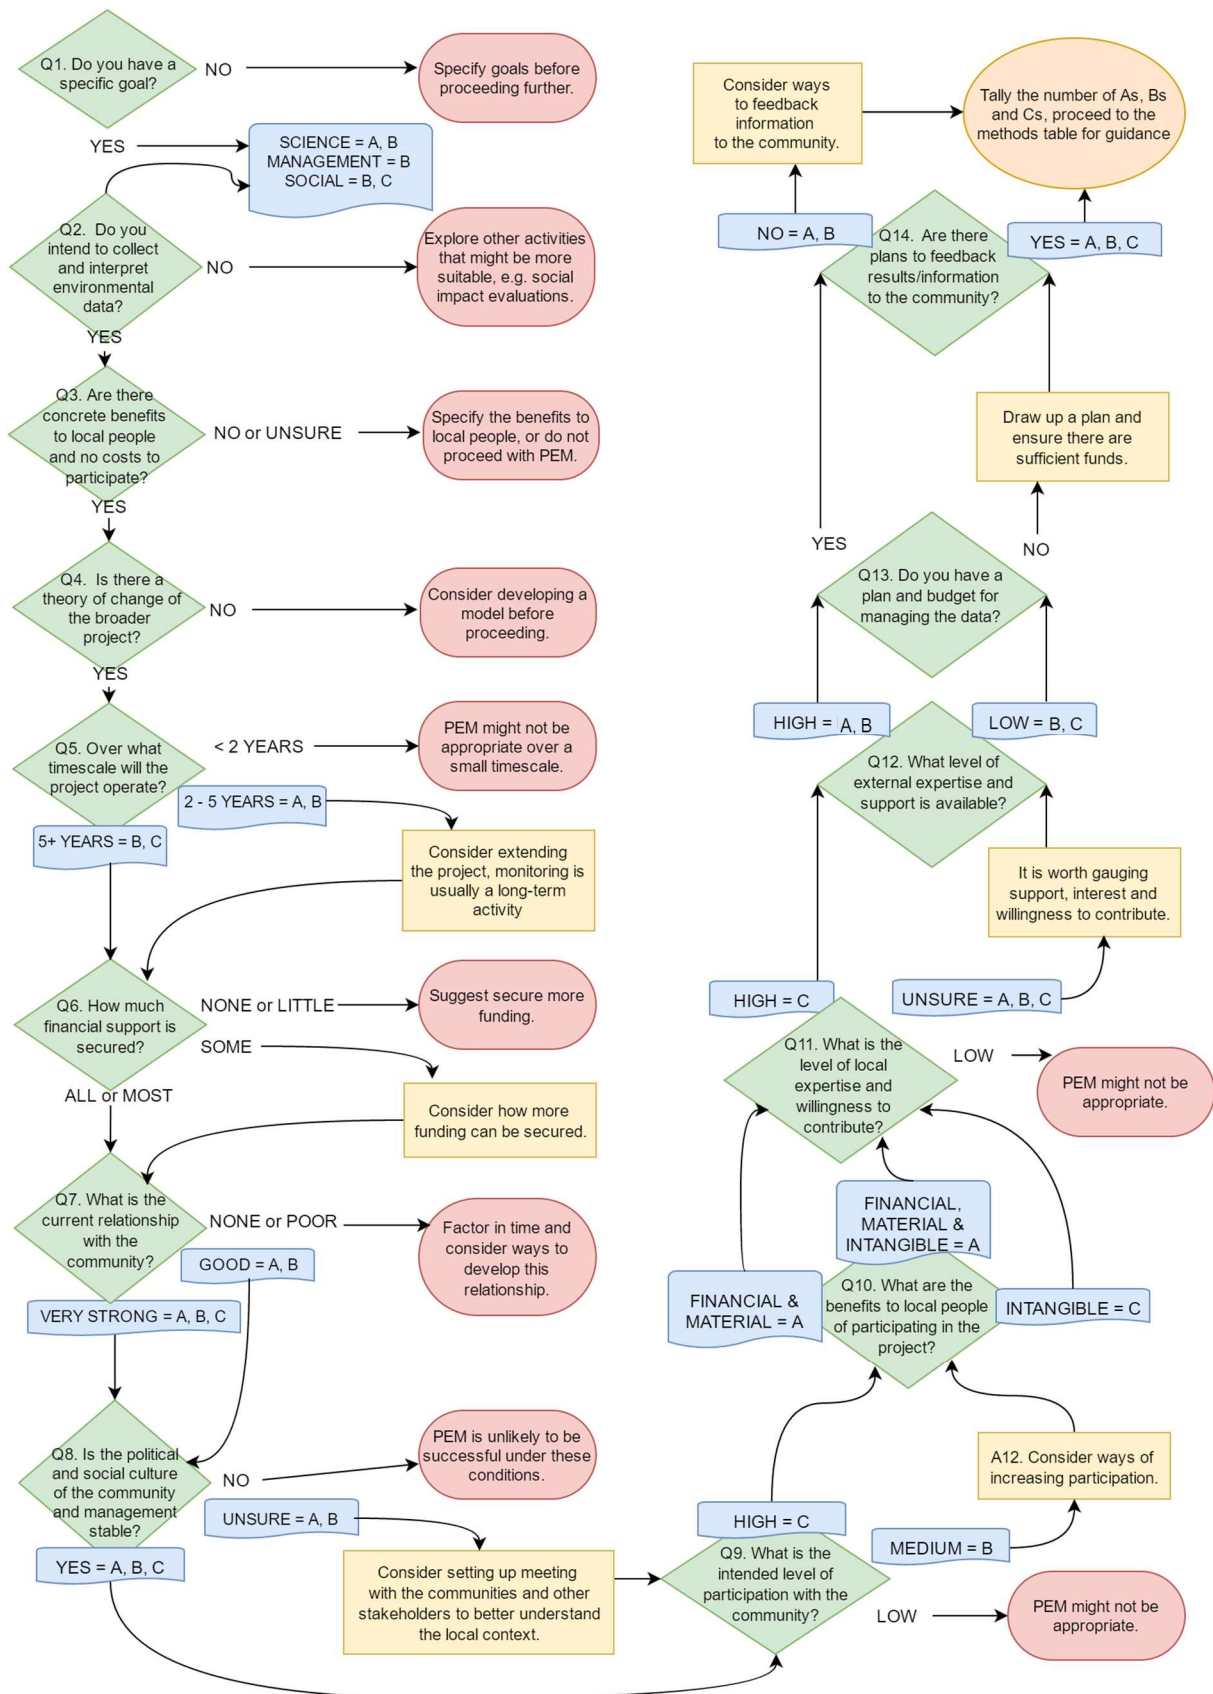 Q1. Do you have a
specific goal?
NO
Specify goals before
proceeding further.
YES
SCIENCE = A, B
MANAGEMENT = B
SOCIAL = B, C
Q2.  Do you
intend to collect
and interpret
environmental
data?
NO
Explore other activities
that might be more
suitable, e.g. social
impact evaluations.
YES
Q3. Are there
concrete benefits
to local people
and no costs to
participate?
NO or UNSURE
Specify the benefits to
local people, or do not
proceed with PEM.
YES
Q4.  Is there a
theory of change of
the broader
project?
NO
Consider developing a
model before
proceeding.
YES
Q5. Over what
timescale will the
project operate?
< 2 YEARS
PEM might not be
appropriate over a
small timescale.
2 - 5 YEARS = A, B
5+ YEARS = B, C
Consider extending
the project, monitoring is
usually a long-term
activity
Q6. How much
financial support is
secured?
NONE or LITTLE
Suggest secure more
funding.
SOME
ALL or MOST
Consider how more
funding can be secured.
Q7. What is the
current relationship
with the
community?
NONE or POOR
Factor in time and
consider ways to
develop this
relationship.
GOOD = A, B
VERY STRONG = A, B, C
Q8. Is the political
and social culture
of the community
and management
stable?
NO
PEM is unlikely to be
successful under these
conditions.
UNSURE = A, B
YES = A, B, C
Consider setting up meeting
with the communities and other
stakeholders to better understand
the local context.
Q9. What is the
intended level of
participation with the
community?
LOW
PEM might not be
appropriate.
HIGH = C
MEDIUM = B
A12. Consider ways of
increasing participation.
Q10. What are the
benefits to local people
of participating in the
project?
FINANCIAL &
MATERIAL = A
FINANCIAL,
MATERIAL &
INTANGIBLE = A
INTANGIBLE = C
Q11. What is the
level of local
expertise and
willingness to
contribute?
LOW
PEM might not be
appropriate.
HIGH = C
UNSURE = A, B, C
It is worth gauging
support, interest and
willingness to contribute.
Q12. What level of
external expertise and
support is available?
HIGH = A, B
LOW = B, C
Q13. Do you have a
plan and budget for
managing the data?
YES
NO
Draw up a plan and
ensure there are
sufficient funds.
Q14.  Are there
plans to feedback
results/information
to the community?
NO = A, B
YES = A, B, C
Consider ways
to feedback
information
to the community.
Tally the number of As, Bs
and Cs, proceed to the
methods table for guidance